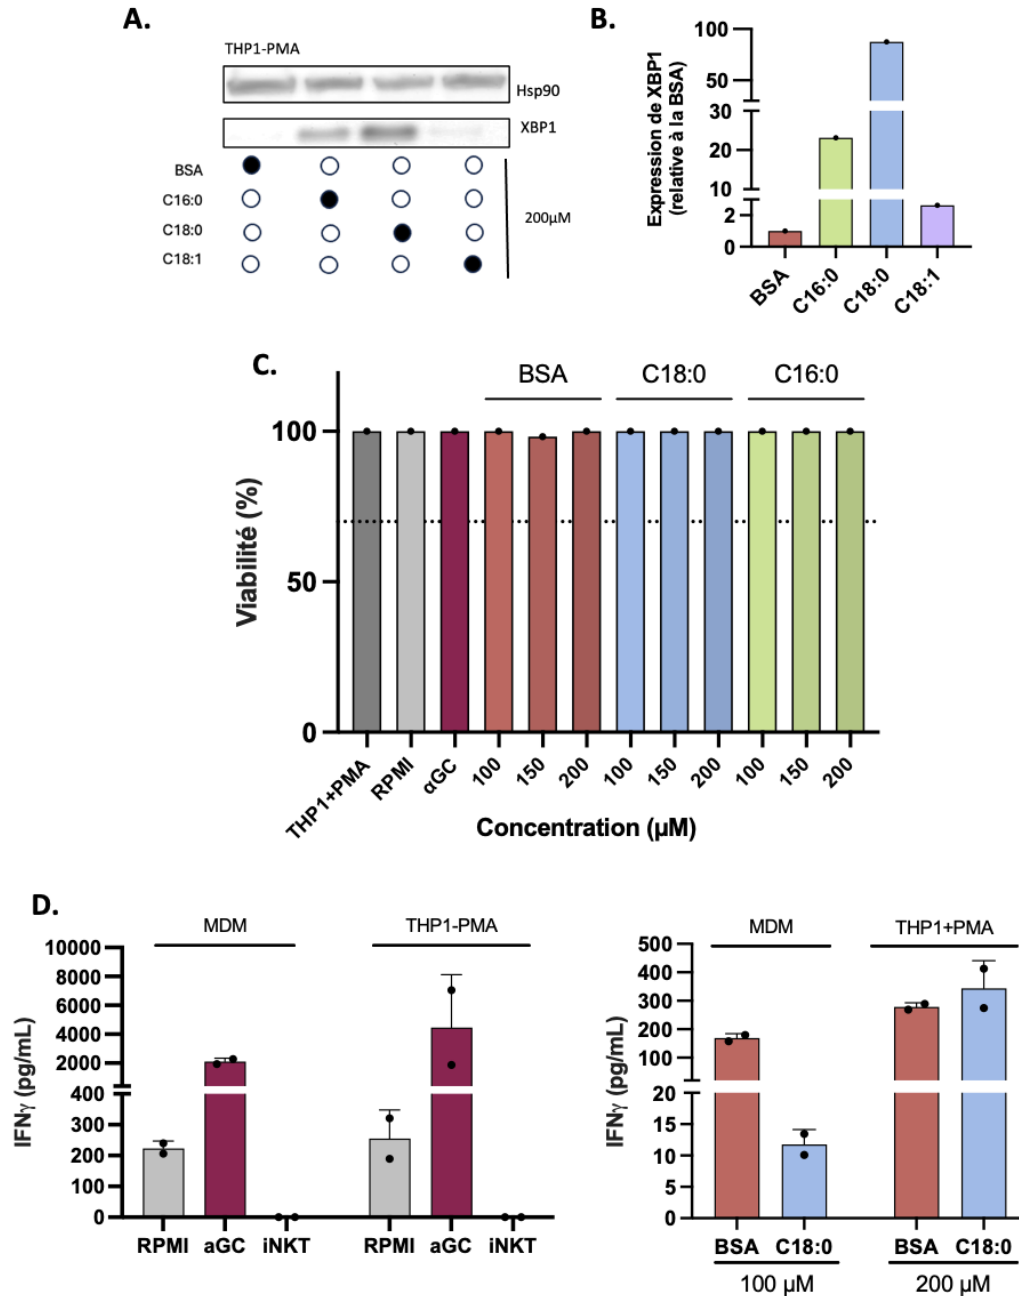 A.
THP1-PMA
Hsp90
XBP1
BSA
C16:0
C18:0
C18:1
200µM
B.
Expression de XBP1
(relative à la BSA)
100
50
30
20
10
2
0
BSA
C16:0
C18:0
C18:1
C.
BSA
C18:0
C16:0
Viabilité (%)
100
50
0
THP1+PMA
RPMI
αGC
100
150
200
100
150
200
100
150
200
Concentration (µM)
D.
MDM
THP1-PMA
IFNγ (pg/mL)
10000
8000
6000
4000
2000
400
300
200
100
0
RPMI
aGC
iNKT
RPMI
aGC
iNKT
MDM
THP1+PMA
IFNγ (pg/mL)
500
400
300
200
100
20
15
10
5
0
BSA
C18:0
BSA
C18:0
100 µM
200 µM